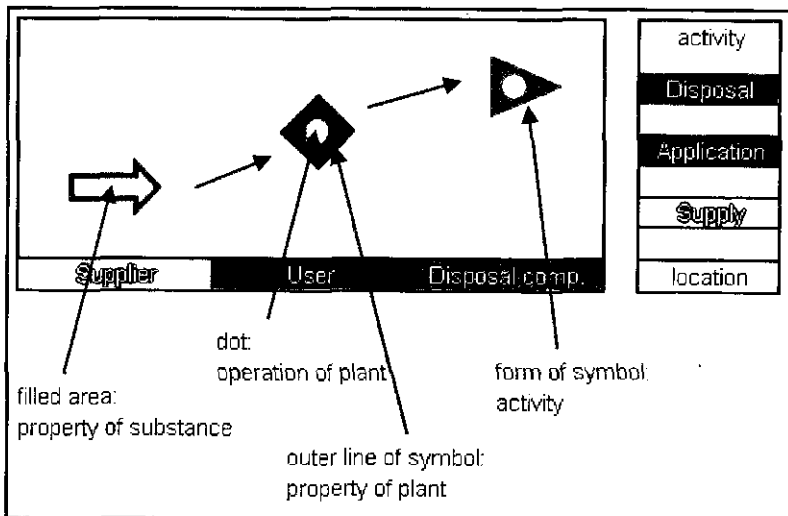 activity
Disposal
Application
Supply
location
Supplier
User
Disposal comp.
dot:
operation of plant
filled area:
property of substance
form of symbol:
activity
outer line of symbol:
property of plant